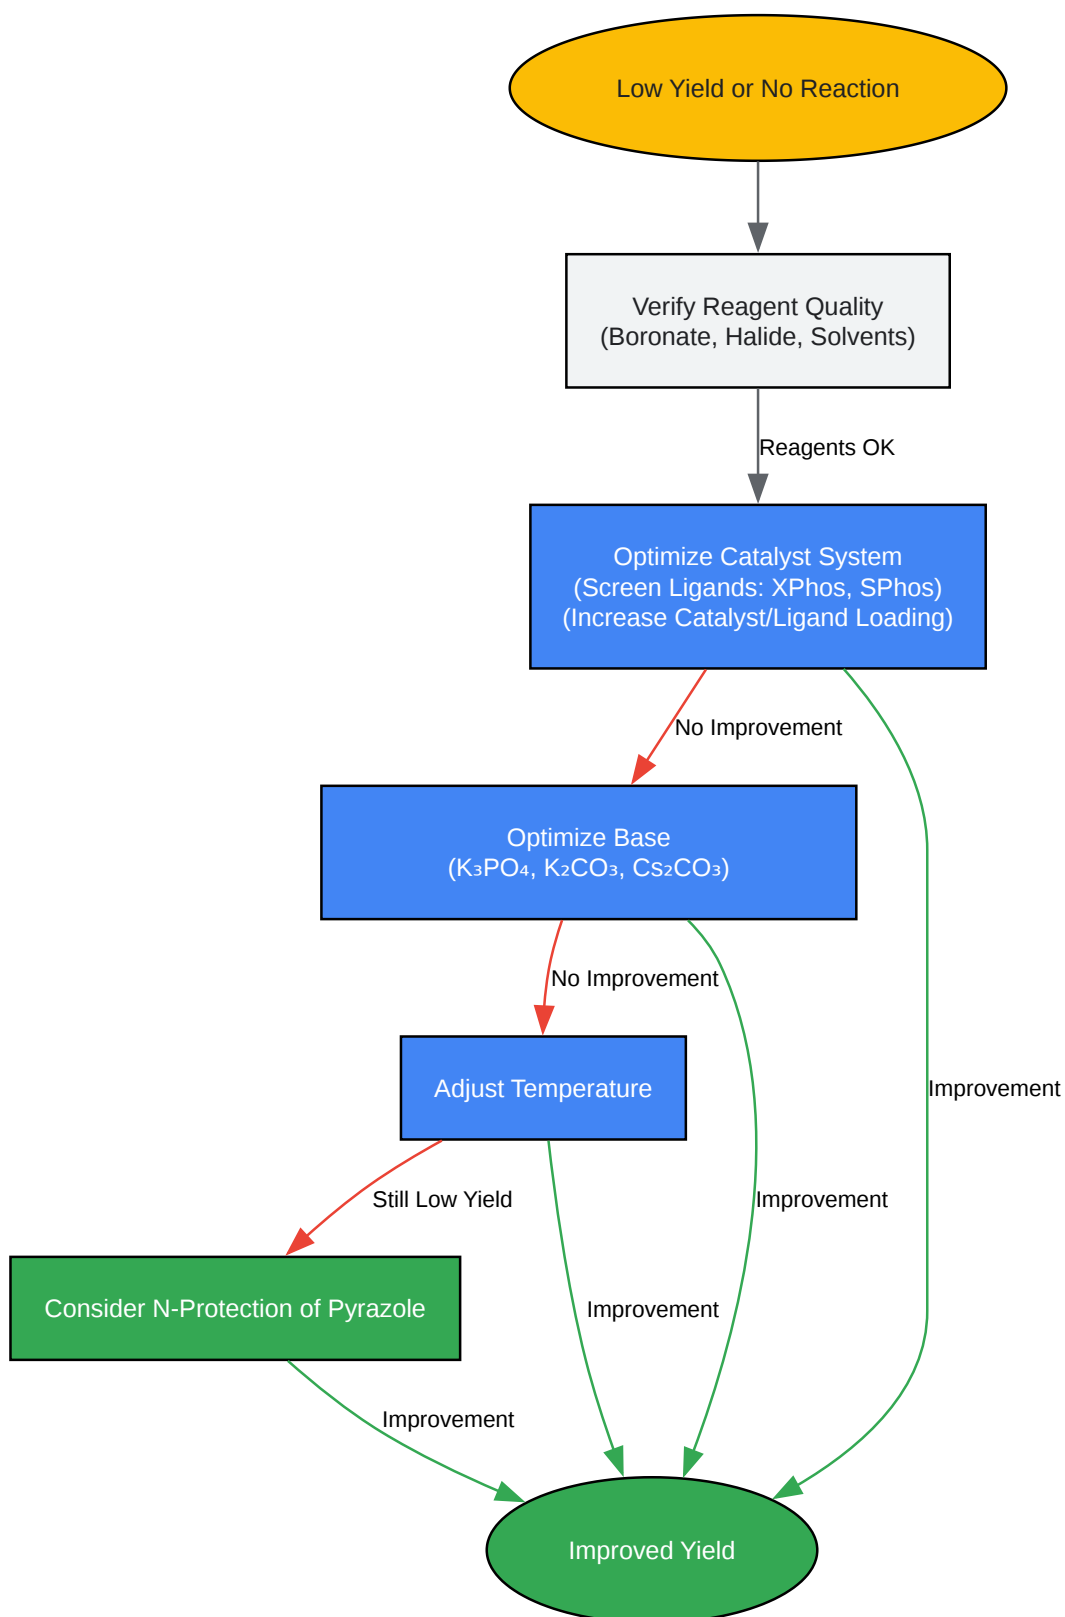 Low Yield or No Reaction
Verify Reagent Quality
(Boronate, Halide, Solvents)
Reagents OK
Optimize Catalyst System
(Screen Ligands: XPhos, SPhos)
(Increase Catalyst/Ligand Loading)
No Improvement
Optimize Base
(K₃PO₄, K₂CO₃, Cs₂CO₃)
No Improvement
Adjust Temperature
Improvement
Still Low Yield
Improvement
Consider N-Protection of Pyrazole
Improvement
Improvement
Improved Yield